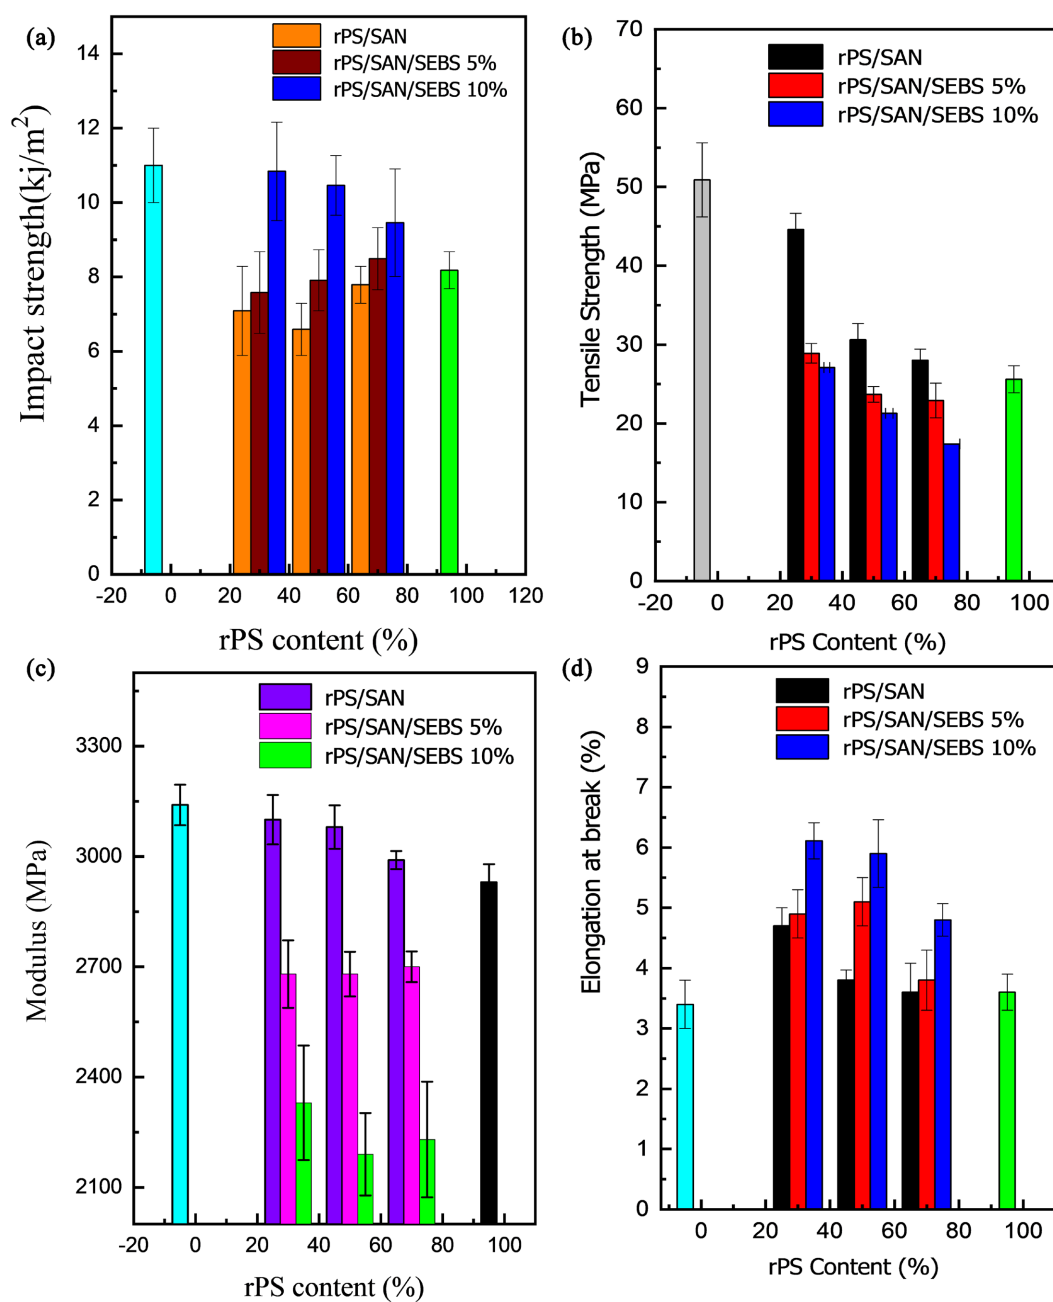 (a)
rPS/SAN
rPS/SAN/SEBS 5%
rPS/SAN/SEBS 10%
14
12
10
8
6
4
2
0
-20 0 20 40 60 80 100 120
Impact strength(kj/m²)
rPS content (%)
(b)
rPS/SAN
rPS/SAN/SEBS 5%
rPS/SAN/SEBS 10%
70
60
50
40
30
20
10
0
-20 0 20 40 60 80 100
Tensile Strength (MPa)
rPS Content (%)
(c)
rPS/SAN
rPS/SAN/SEBS 5%
rPS/SAN/SEBS 10%
3300
3000
2700
2400
2100
-20 0 20 40 60 80 100
Modulus (MPa)
rPS content (%)
(d)
rPS/SAN
rPS/SAN/SEBS 5%
rPS/SAN/SEBS 10%
9
8
7
6
5
4
3
2
1
0
0 20 40 60 80 100
Elongation at break (%)
rPS Content (%)